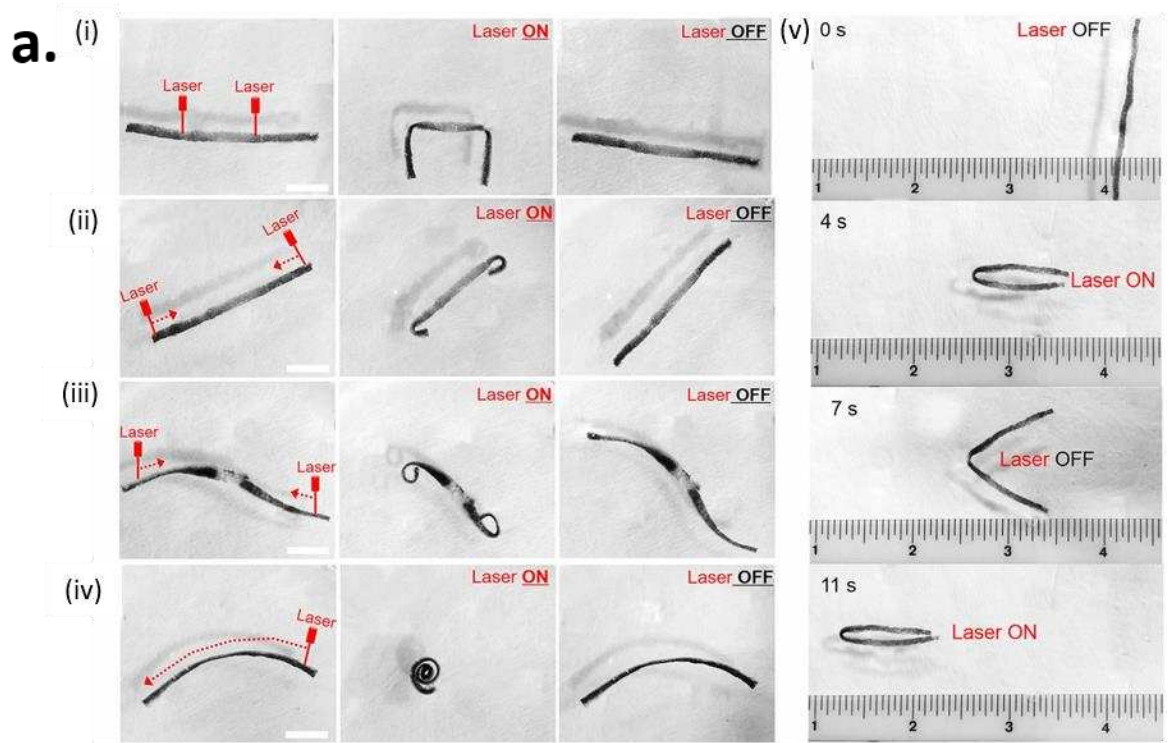 a.
(i)
Laser
Laser
Laser ON
Laser OFF
(ii)
Laser
Laser
Laser ON
Laser OFF
(iii)
Laser
Laser
Laser ON
Laser OFF
(iv)
Laser
Laser ON
Laser OFF
(v)
0 s
Laser OFF
1 2 3 4
4 s
Laser ON
1 2 3 4
7 s
Laser OFF
1 2 3 4
11 s
Laser ON
1 2 3 4